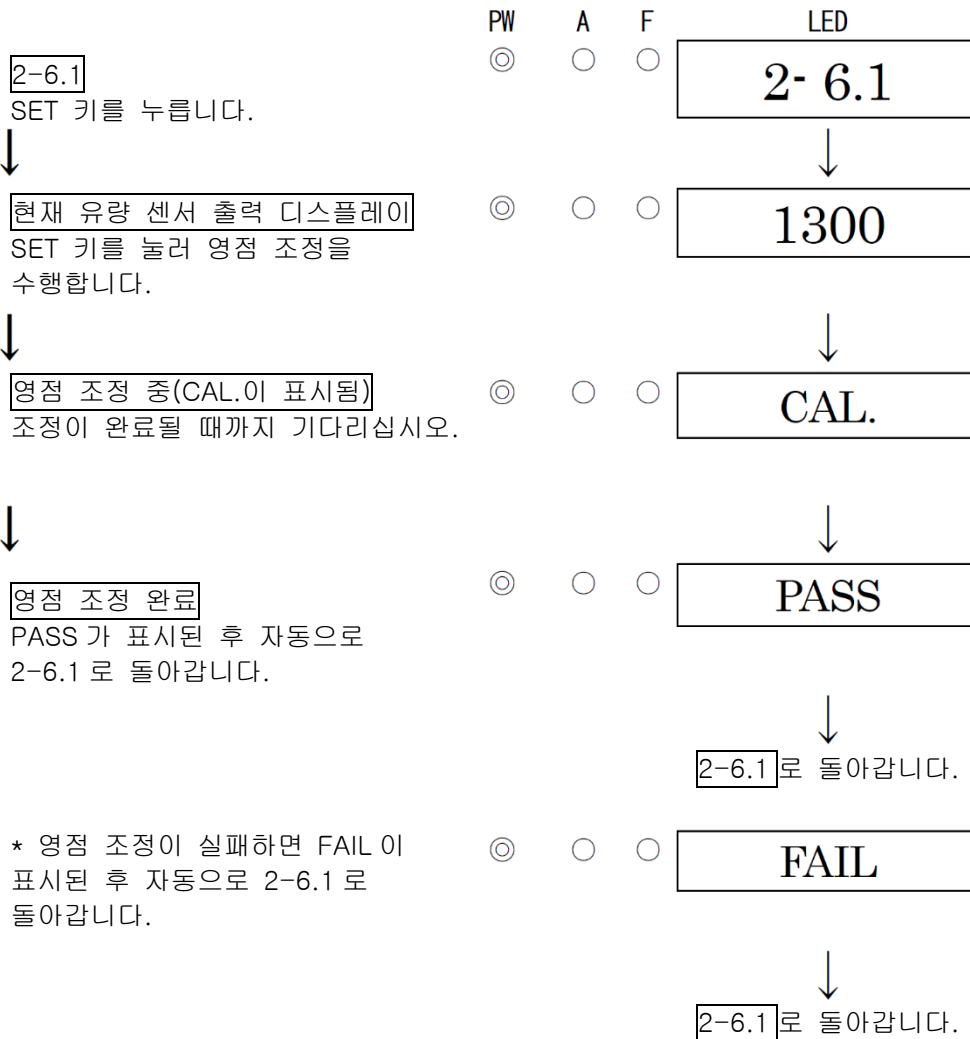 PW A F LED
2-6.1
SET 키를 누릅니다.
◎ ○ ○ 2- 6.1
↓ ↓
현재 유량 센서 출력 디스플레이
SET 키를 눌러 영점 조정을
수행합니다.
◎ ○ ○ 1300
↓ ↓
영점 조정 중(CAL.이 표시됨)
조정이 완료될 때까지 기다리십시오.
◎ ○ ○ CAL.
↓ ↓
영점 조정 완료
PASS 가 표시된 후 자동으로
2-6.1 로 돌아갑니다.
◎ ○ ○ PASS
↓
2-6.1 로 돌아갑니다.
* 영점 조정이 실패하면 FAIL 이
표시된 후 자동으로 2-6.1 로
돌아갑니다.
◎ ○ ○ FAIL
↓
2-6.1 로 돌아갑니다.